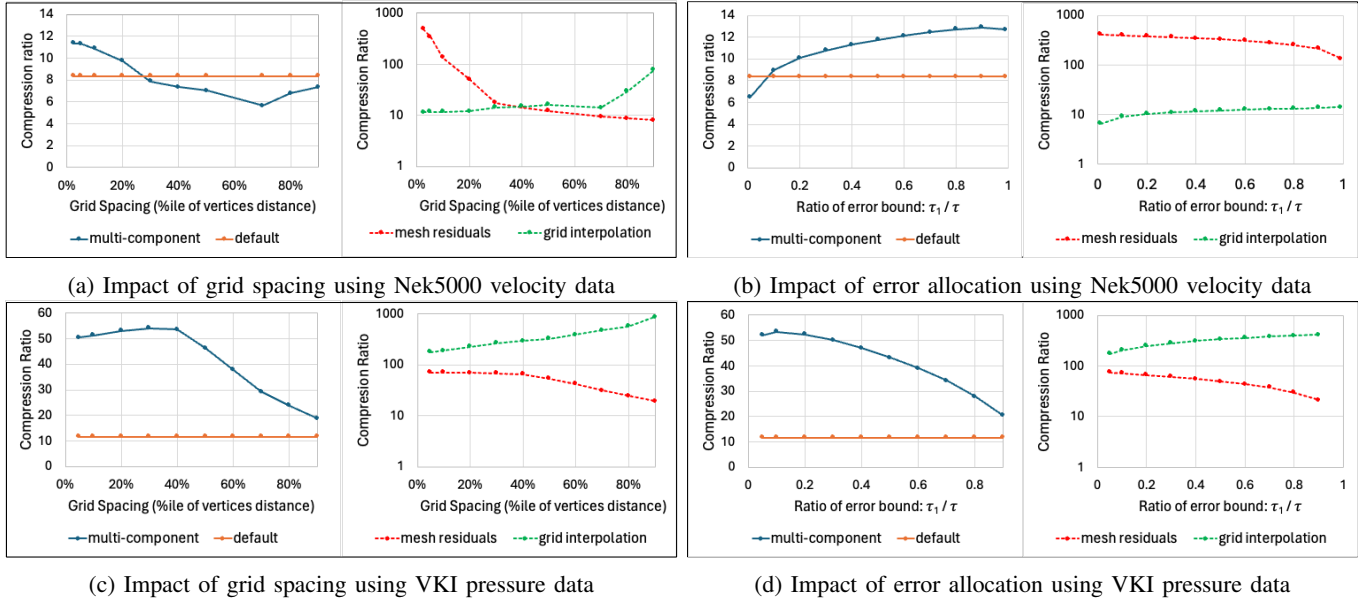 14
12
10
8
6
4
2
0
Compression ratio
0% 20% 40% 60% 80%
Grid Spacing (%ile of vertices distance)
multi-component default
1000
100
10
1
Compression Ratio
0% 20% 40% 60% 80%
Grid Spacing (%ile of vertices distance)
mesh residuals grid interpolation
(a) Impact of grid spacing using Nek5000 velocity data
14
12
10
8
6
4
2
0
Compression ratio
0 0.2 0.4 0.6 0.8 1
Ratio of error bound: τ₁ / τ
multi-component default
1000
100
10
1
Compression Ratio
0 0.2 0.4 0.6 0.8 1
Ratio of error bound: τ₁ / τ
mesh residuals grid interpolation
(b) Impact of error allocation using Nek5000 velocity data
60
50
40
30
20
10
0
Compression Ratio
0% 20% 40% 60% 80%
Grid Spacing (%ile of vertices distance)
multi-component default
1000
100
10
1
Compression Ratio
0% 20% 40% 60% 80%
Grid Spacing (%ile of vertices distance)
mesh residuals grid interpolation
(c) Impact of grid spacing using VKI pressure data
60
50
40
30
20
10
0
Compression Ratio
0 0.2 0.4 0.6 0.8 1
Ratio of error bound: τ₁ / τ
multi-component default
1000
100
10
1
Compression Ratio
0 0.2 0.4 0.6 0.8 1
Ratio of error bound: τ₁ / τ
mesh residuals grid interpolation
(d) Impact of error allocation using VKI pressure data